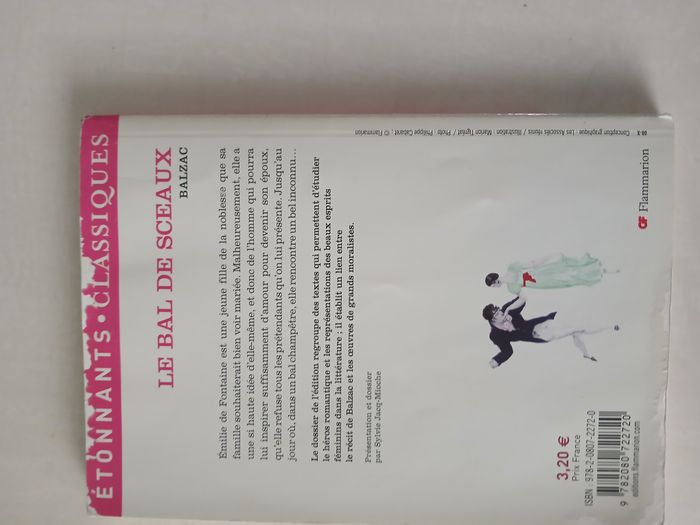 ÉTONNANTS • CLASSIQUES
LE BAL DE SCEAUX
BALZAC
Émilie de Fontaine est une jeune fille de la noblesse que sa
famille souhaiterait bien voir mariée. Malheureusement, elle a
une si haute idée d'elle-même, et donc de l'homme qui pourra
lui inspirer suffisamment d'amour pour devenir son époux,
qu'elle refuse tous les prétendants qu'on lui présente. Jusqu'au
jour où, dans un bal champêtre, elle rencontre un bel inconnu...
Le dossier de l'édition regroupe des textes qui permettent d'étudier
le héros romantique et les représentations des beaux esprits
féminins dans la littérature ; il établit un lien entre
le récit de Balzac et les œuvres de grands moralistes.
Présentation et dossier
par Sylvie Jacq-Mioche
3,20 €
Prix France
ISBN : 978-2-0807-2272-0
9 782080 722720
editions.flammarion.com
GF Flammarion
Conception graphique : Les Associés réunis / Illustration : Marion Tigréat / Photo : Philippe Cabaret © Flammarion